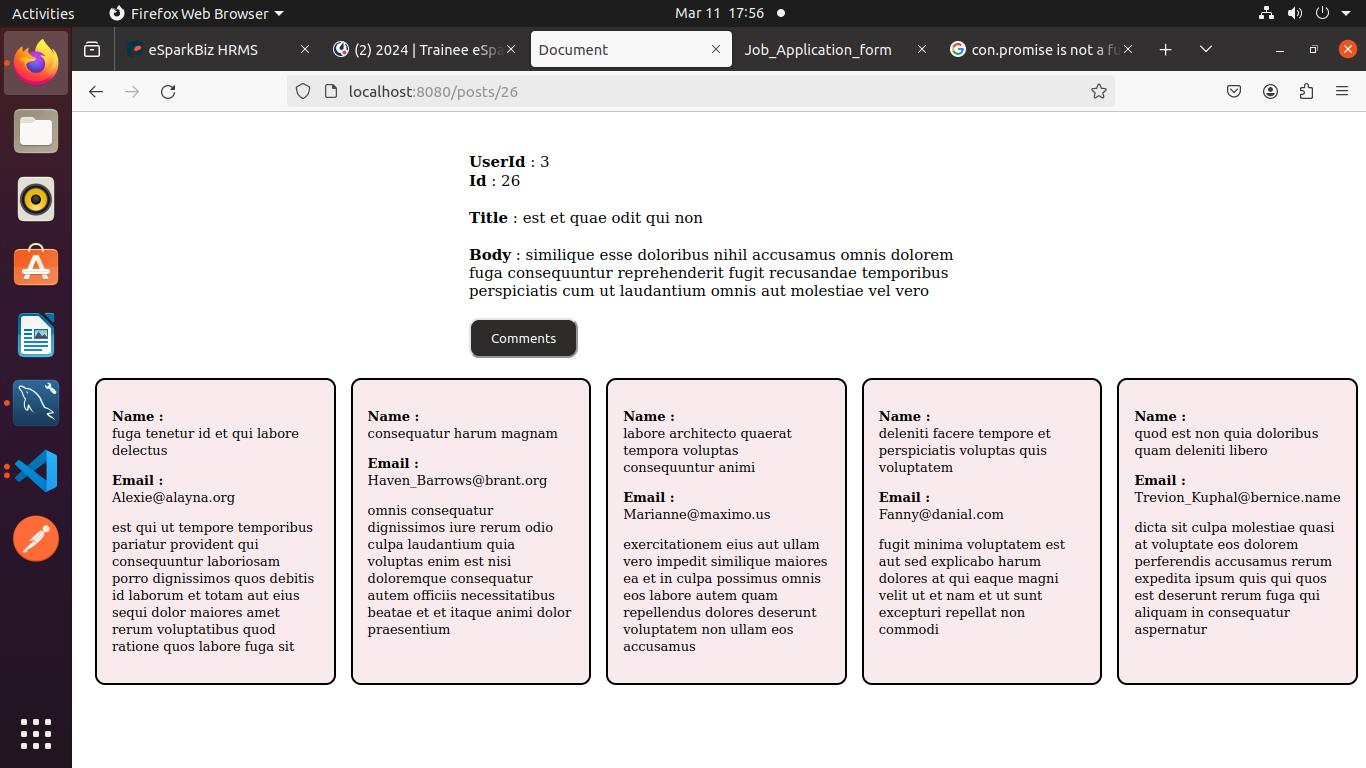 Activities
Firefox Web Browser
Mar 11 17:56
eSparkBiz HRMS
(2) 2024 | Trainee eSpa
Document
Job_Application_form
con.promise is not a fu
localhost:8080/posts/26
UserId : 3
Id : 26
Title : est et quae odit qui non
Body : similique esse doloribus nihil accusamus omnis dolorem
fuga consequuntur reprehenderit fugit recusandae temporibus
perspiciatis cum ut laudantium omnis aut molestiae vel vero
Comments
Name :
fuga tenetur id et qui labore
delectus
Email :
Alexie@alayna.org
est qui ut tempore temporibus
pariatur provident qui
consequuntur laboriosam
porro dignissimos quos debitis
id laborum et totam aut eius
sequi dolor maiores amet
rerum voluptatibus quod
ratione quos labore fuga sit
Name :
consequatur harum magnam
Email :
Haven_Barrows@brant.org
omnis consequatur
dignissimos iure rerum odio
culpa laudantium quia
voluptas enim est nisi
doloremque consequatur
autem officiis necessitatibus
beatae et et itaque animi dolor
praesentium
Name :
labore architecto quaerat
tempora voluptas
consequuntur animi
Email :
Marianne@maximo.us
exercitationem eius aut ullam
vero impedit similique maiores
ea et in culpa possimus omnis
eos labore autem quam
repellendus dolores deserunt
voluptatem non ullam eos
accusamus
Name :
deleniti facere tempore et
perspiciatis voluptas quis
voluptatem
Email :
Fanny@danial.com
fugit minima voluptatem est
aut sed explicabo harum
dolores at qui eaque magni
velit ut et nam et ut sunt
excepturi repellat non
commodi
Name :
quod est non quia doloribus
quam deleniti libero
Email :
Trevion_Kuphal@bernice.name
dicta sit culpa molestiae quasi
at voluptate eos dolorem
perferendis accusamus rerum
expedita ipsum quis qui quos
est deserunt rerum fuga qui
aliquam in consequatur
aspernatur